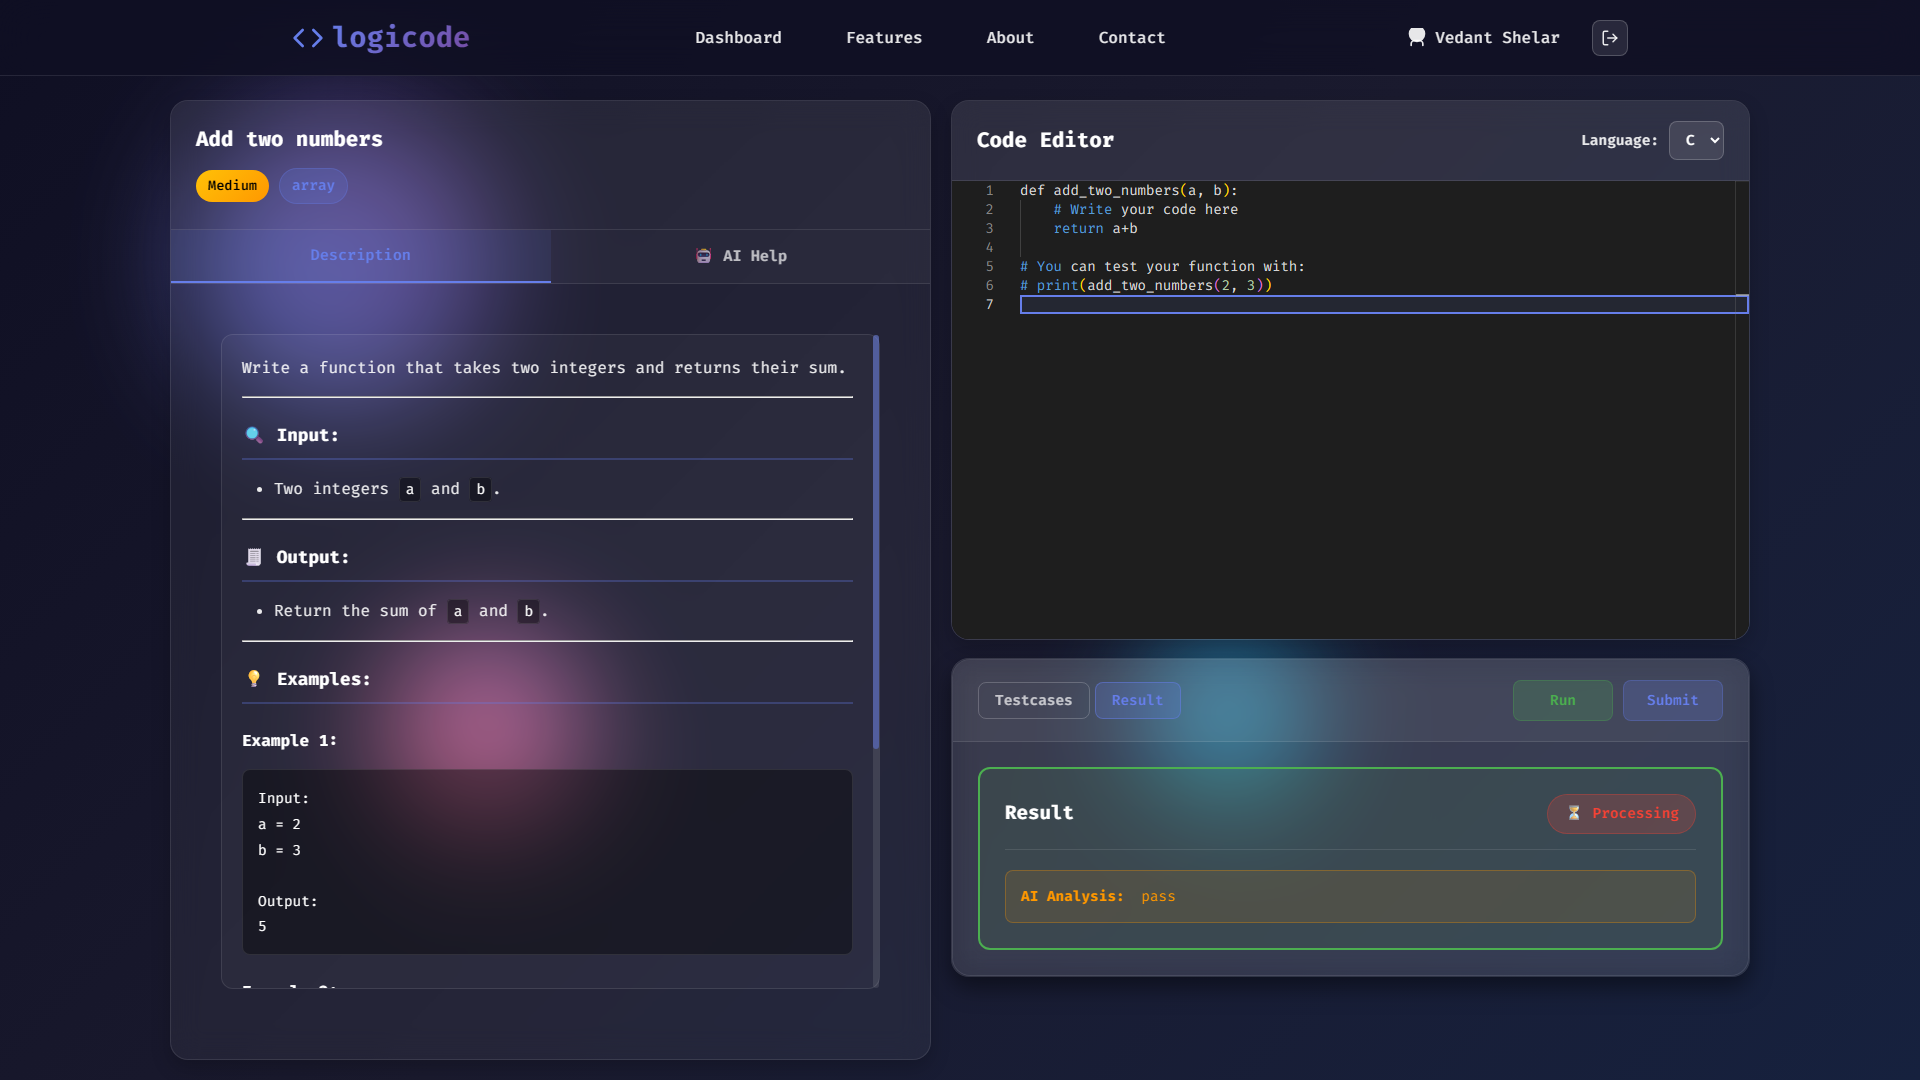 logicode
Dashboard
Features
About
Contact
Vedant Shelar
Add two numbers
Medium
array
Description
AI Help
Write a function that takes two integers and returns their sum.
Input:
Two integers a and b.
Output:
Return the sum of a and b.
Examples:
Example 1:
Input:
a = 2
b = 3
Output:
5
Code Editor
Language:
C
1 def add_two_numbers(a, b):
2 # Write your code here
3 return a+b
4
5 # You can test your function with:
6 # print(add_two_numbers(2, 3))
7
Testcases
Result
Run
Submit
Result
Processing
AI Analysis: pass